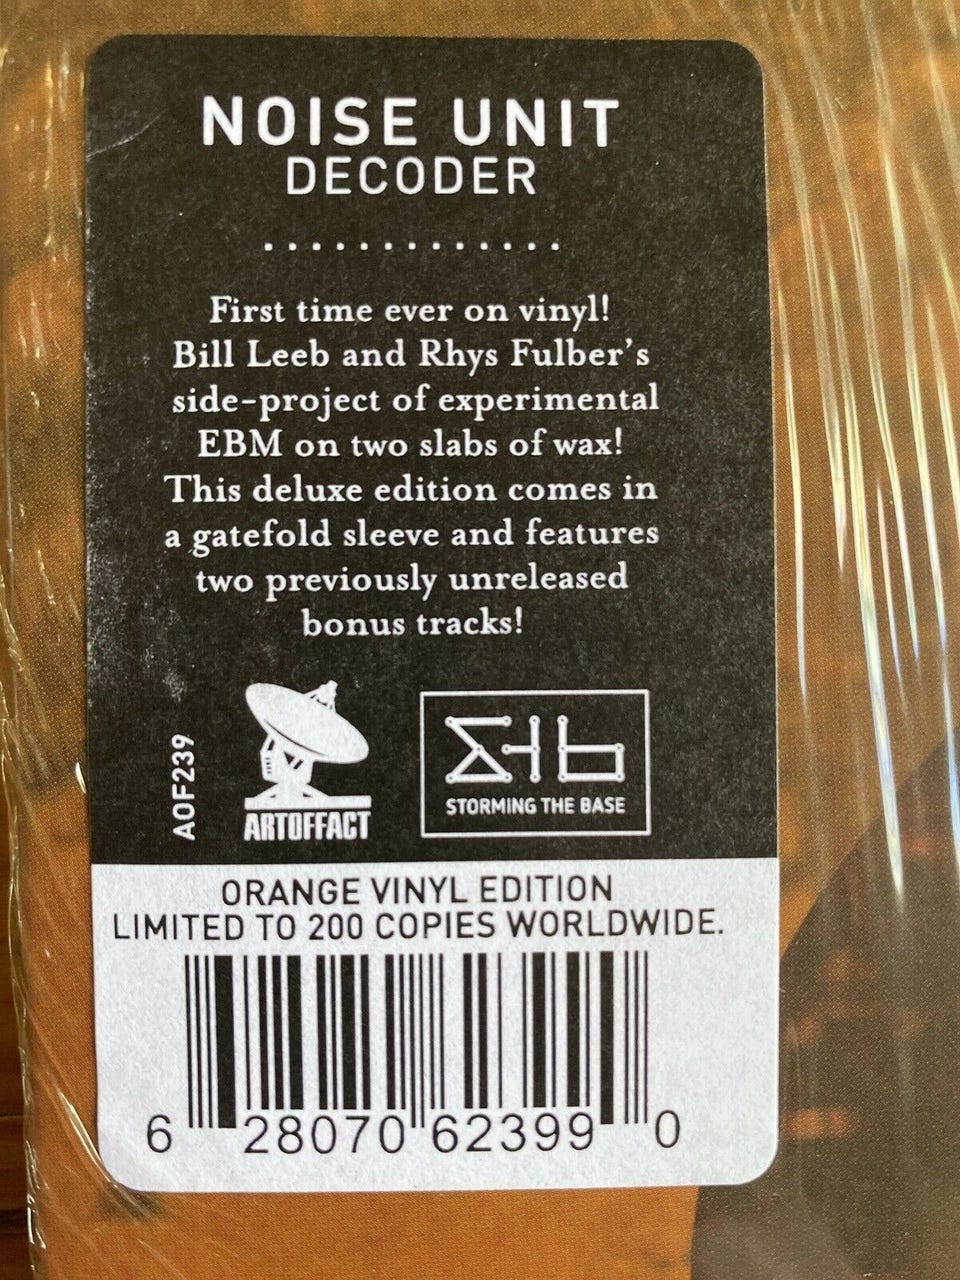 NOISE UNIT
DECODER
.............
First time ever on vinyl!
Bill Leeb and Rhys Fulber's
side-project of experimental
EBM on two slabs of wax!
This deluxe edition comes in
a gatefold sleeve and features
two previously unreleased
bonus tracks!
AOF239
ARTOFFACT
Stb
STORMING THE BASE
ORANGE VINYL EDITION
LIMITED TO 200 COPIES WORLDWIDE.
6 28070 62399 0